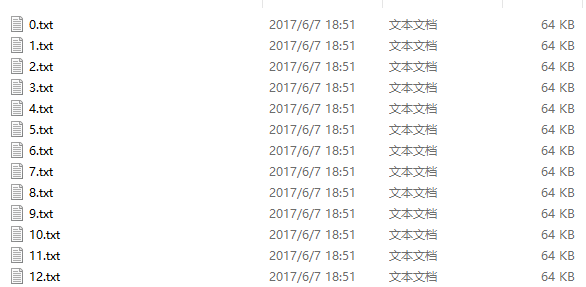 0.txt 2017/6/7 18:51 文本文档 64 KB
1.txt 2017/6/7 18:51 文本文档 64 KB
2.txt 2017/6/7 18:51 文本文档 64 KB
3.txt 2017/6/7 18:51 文本文档 64 KB
4.txt 2017/6/7 18:51 文本文档 64 KB
5.txt 2017/6/7 18:51 文本文档 64 KB
6.txt 2017/6/7 18:51 文本文档 64 KB
7.txt 2017/6/7 18:51 文本文档 64 KB
8.txt 2017/6/7 18:51 文本文档 64 KB
9.txt 2017/6/7 18:51 文本文档 64 KB
10.txt 2017/6/7 18:51 文本文档 64 KB
11.txt 2017/6/7 18:51 文本文档 64 KB
12.txt 2017/6/7 18:51 文本文档 64 KB